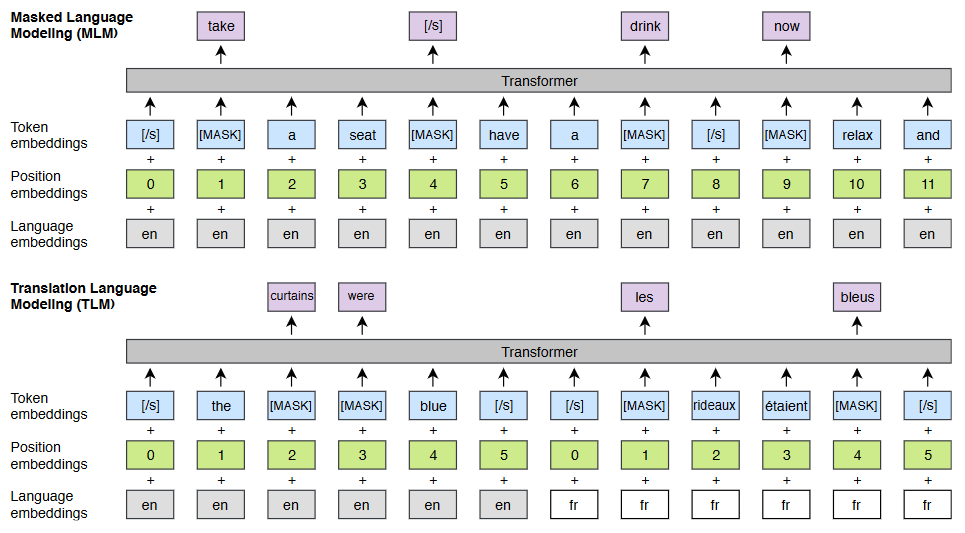 Masked Language
Modeling (MLM)
take [/s] drink now
Transformer
Token
embeddings
[/s] [MASK] a seat [MASK] have a [MASK] [/s] [MASK] relax and
+ + + + + + + + + + + +
Position
embeddings
0 1 2 3 4 5 6 7 8 9 10 11
+ + + + + + + + + + + +
Language
embeddings
en en en en en en en en en en en en
Translation Language
Modeling (TLM)
curtains were les bleus
Transformer
Token
embeddings
[/s] the [MASK] [MASK] blue [/s] [/s] [MASK] rideaux étaient [MASK] [/s]
+ + + + + + + + + + + +
Position
embeddings
0 1 2 3 4 5 0 1 2 3 4 5
+ + + + + + + + + + + +
Language
embeddings
en en en en en en fr fr fr fr fr fr